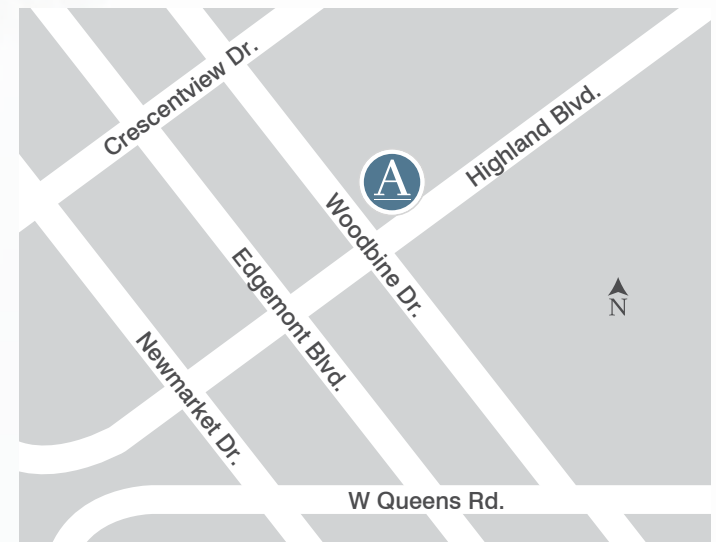 Crescentview Dr.
Highland Blvd.
A
Woodbine Dr.
Edgemont Blvd.
N
Newmarket Dr.
W Queens Rd.